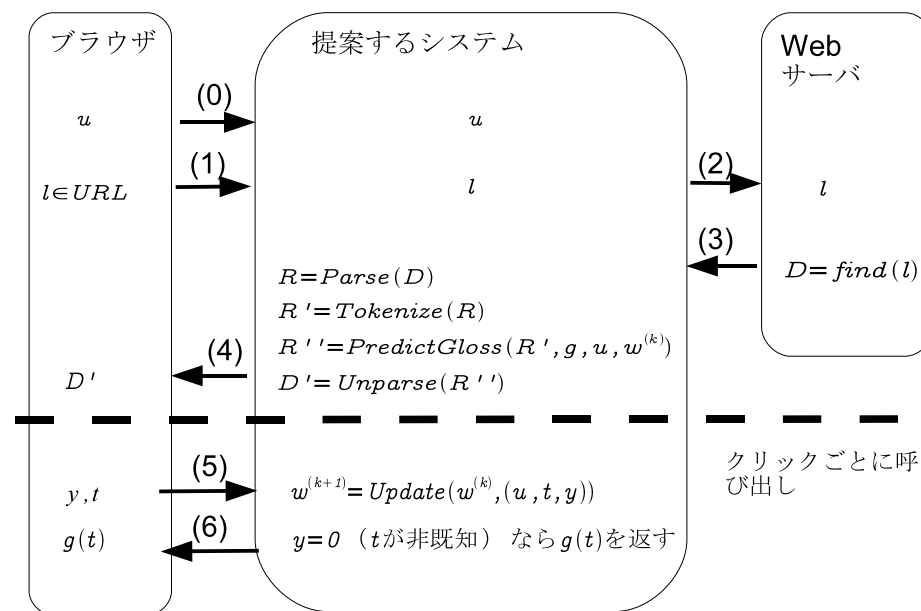 ブラウザ
提案するシステム
Web
サーバ
(0)
u
u
(1)
(2)
l∈URL
l
l
(3)
D=find(l)
R=Parse(D)
R'=Tokenize(R)
R''=PredictGloss(R',g,u,w^(k))
(4)
D'
D'=Unparse(R'')
クリックごとに呼
び出し
(5)
y,t
w^(k+1)=Update(w^(k),(u,t,y))
(6)
g(t)
y=0 (tが非既知) ならg(t)を返す